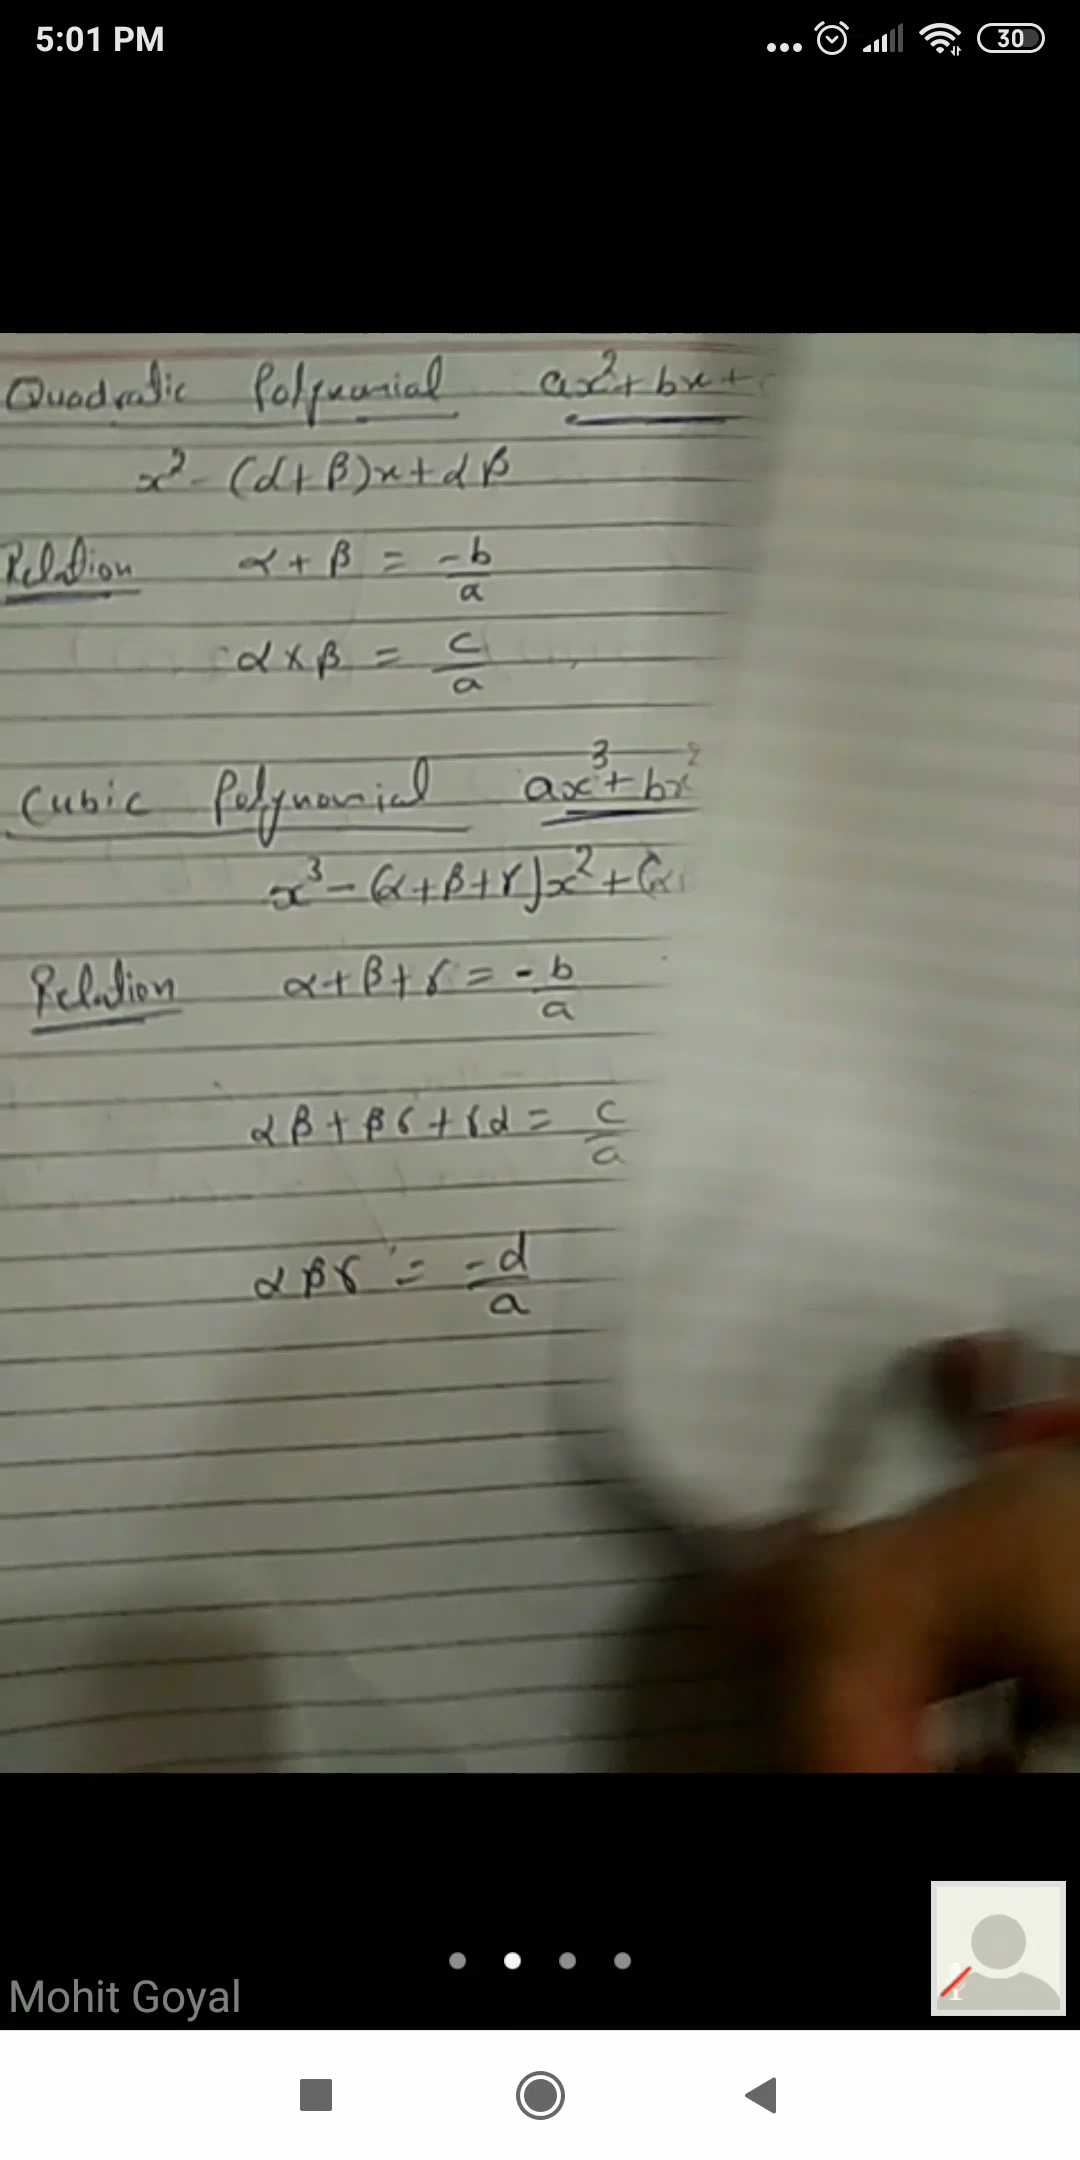 5:01 PM
30
Quadratic Polynomial ax²+bx+
x² - (α+β)x+αβ
Relation α + β = -b/a
α×β = c/a
Cubic Polynomial ax³+bx²
x³-(α+β+γ)x²+(α
Relation α+β+γ = -b/a
αβ+βγ+γα = c/a
αβγ = -d/a
Mohit Goyal